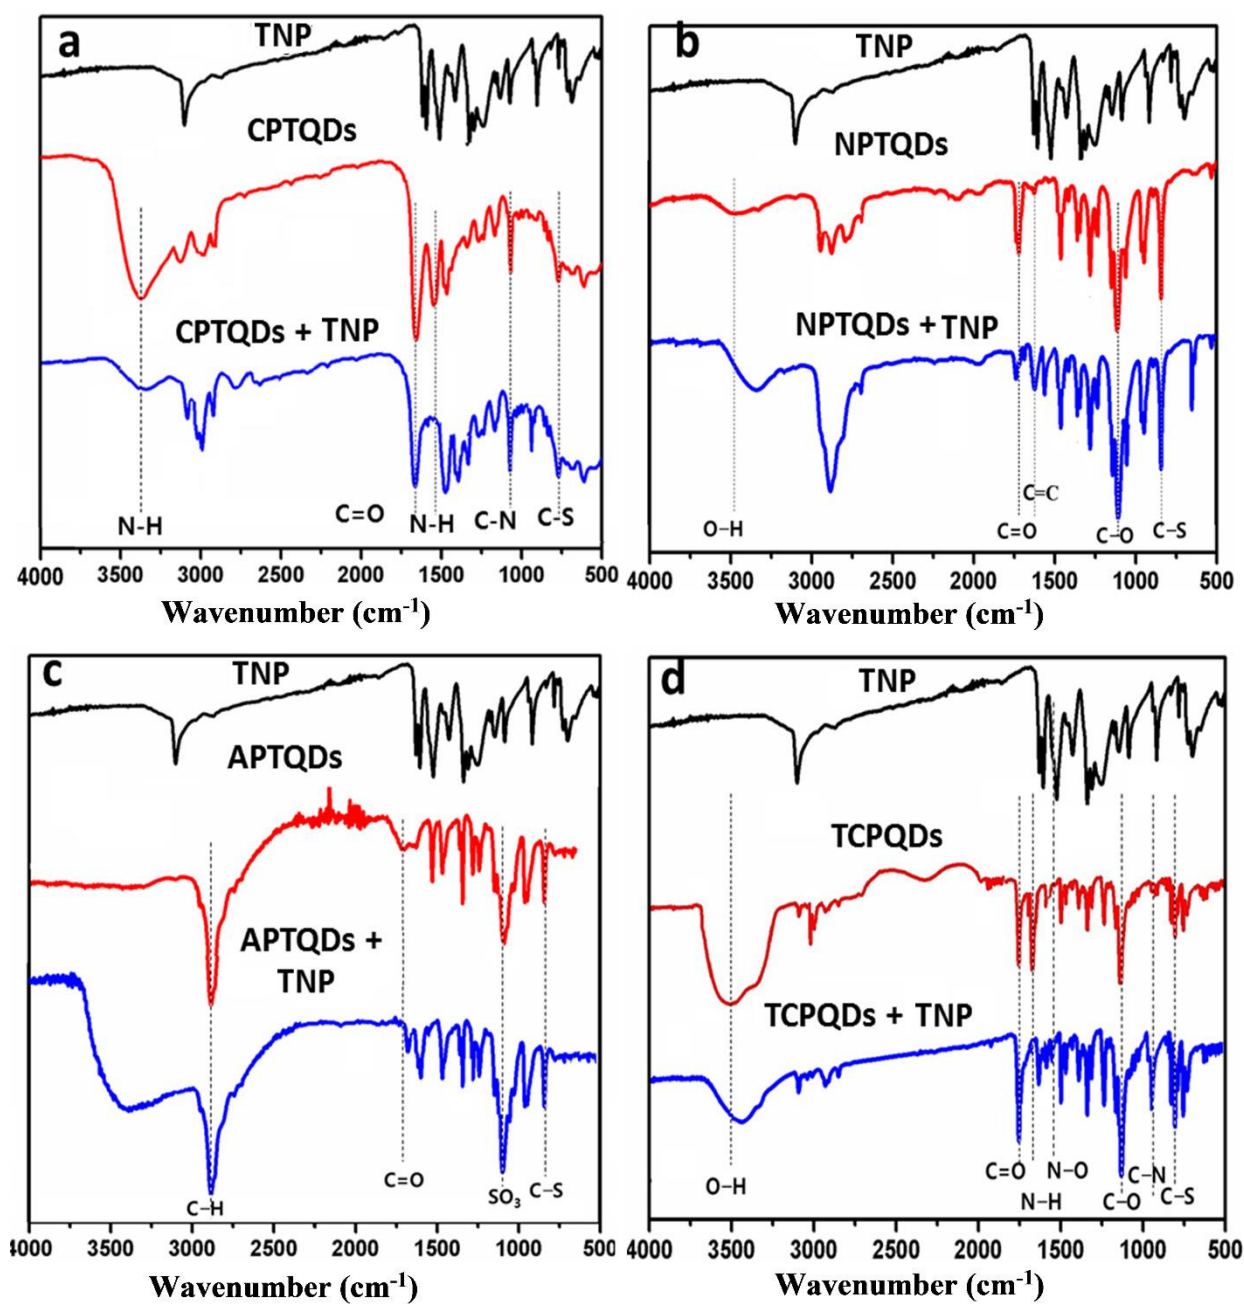 a
TNP
CPTQDs
CPTQDs + TNP
N-H
C=O
N-H
C-N
C-S
4000 3500 3000 2500 2000 1500 1000 500
Wavenumber (cm⁻¹)
b
TNP
NPTQDs
NPTQDs + TNP
O−H
C=O
C=C
C−O
C−S
4000 3500 3000 2500 2000 1500 1000 500
Wavenumber (cm⁻¹)
c
TNP
APTQDs
APTQDs +
TNP
C−H
C=O
SO₃
C−S
4000 3500 3000 2500 2000 1500 1000 500
Wavenumber (cm⁻¹)
d
TNP
TCPQDs
TCPQDs + TNP
O−H
C=O
N−H
N−O
C−O
C−N
C−S
4000 3500 3000 2500 2000 1500 1000 500
Wavenumber (cm⁻¹)